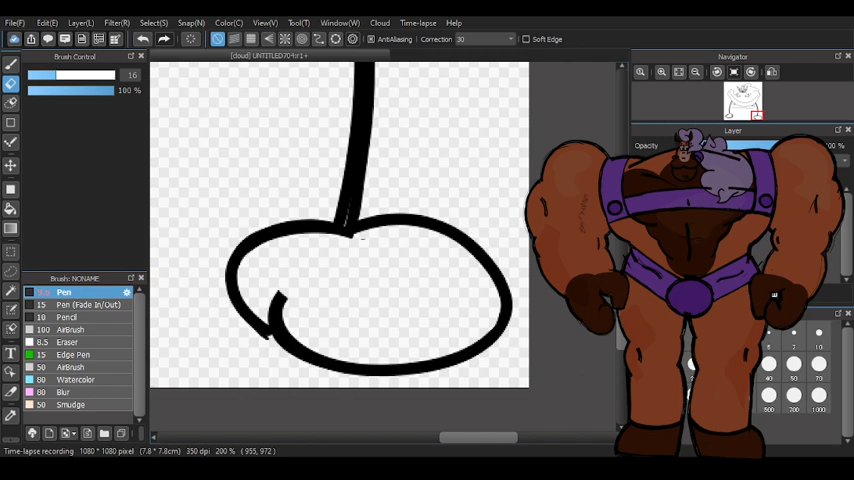 File(F) Edit(E) Layer(L) Filter(R) Select(S) Snap(N) Color(C) View(V) Tool(T) Window(W) Cloud Time-lapse Help
AntiAliasing Correction 30 Soft Edge
Brush Control
[cloud] UNTITLED704
Navigator
16
100 %
Layer
Opacity
100 %
Brush: NONAME
Pen
15 Pen (Fade In/Out)
10 Pencil
100 AirBrush
8.5 Eraser
15 Edge Pen
50 AirBrush
80 Watercolor
80 Blur
50 Smudge
5 7 10
40 50 70
500 700 1000
Time-lapse recording 1080 * 1080 pixel (7.8 * 7.8cm) 350 dpi 200 % ( 955, 972 )